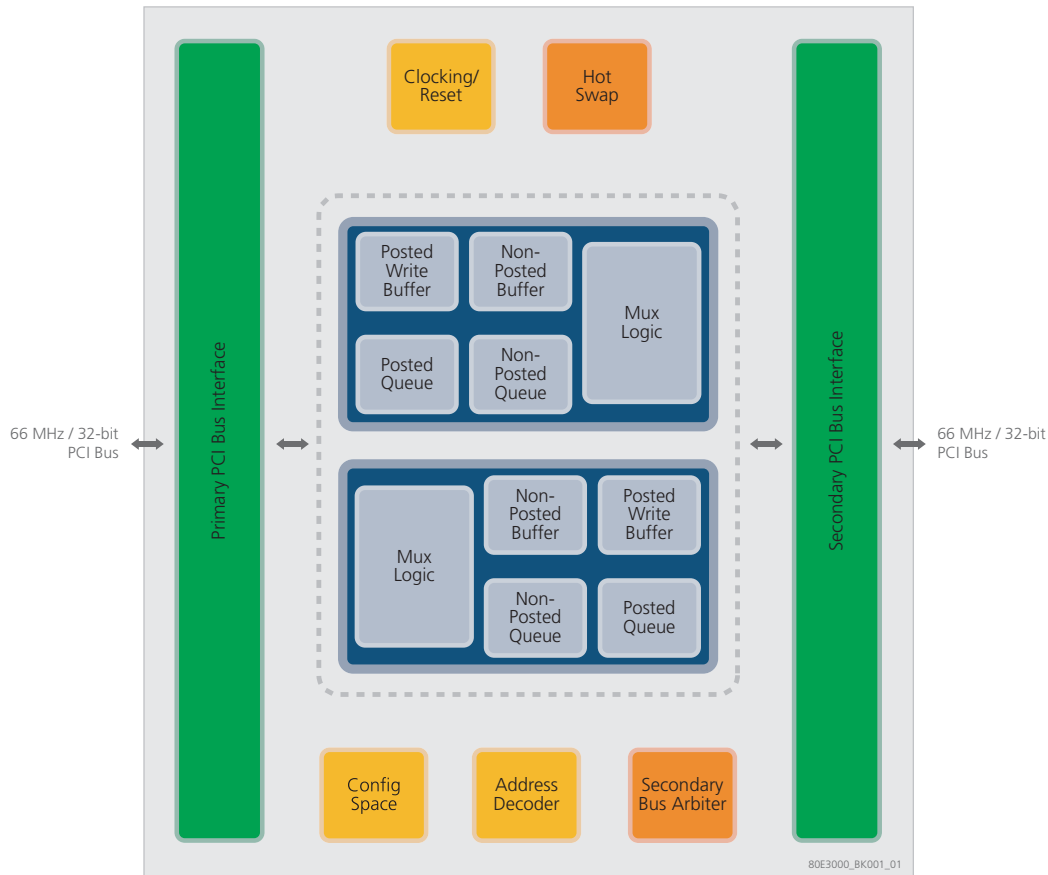 Clocking/
Reset
Hot
Swap
Primary PCI Bus Interface
Secondary PCI Bus Interface
Posted
Write
Buffer
Non-
Posted
Buffer
Mux
Logic
Posted
Queue
Non-
Posted
Queue
66 MHz / 32-bit
PCI Bus
66 MHz / 32-bit
PCI Bus
Mux
Logic
Non-
Posted
Buffer
Posted
Write
Buffer
Non-
Posted
Queue
Posted
Queue
Config
Space
Address
Decoder
Secondary
Bus Arbiter
80E3000_BK001_01